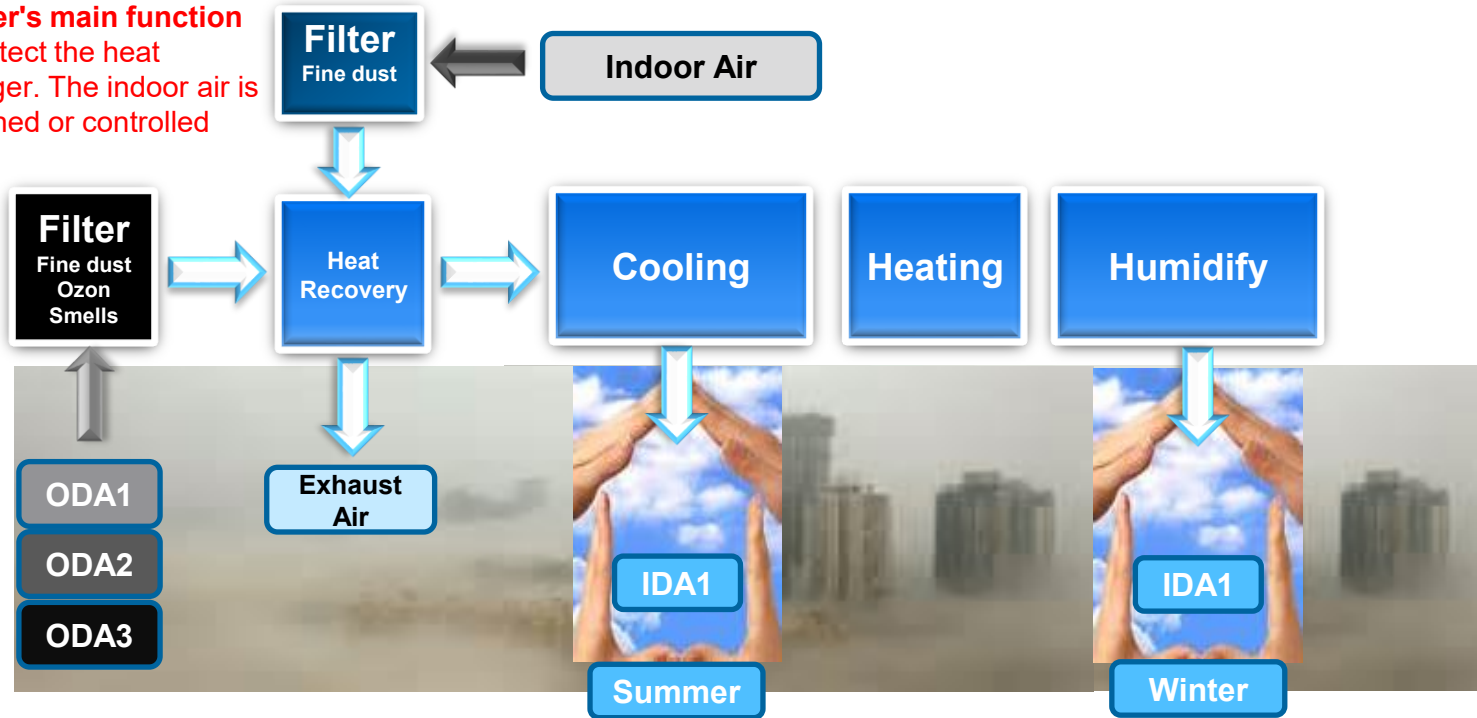 er's main function
tect the heat
ger. The indoor air is
ned or controlled
Filter
Fine dust
Indoor Air
Filter
Fine dust
Ozon
Smells
Heat
Recovery
Cooling
Heating
Humidify
ODA1
ODA2
ODA3
Exhaust
Air
IDA1
Summer
IDA1
Winter